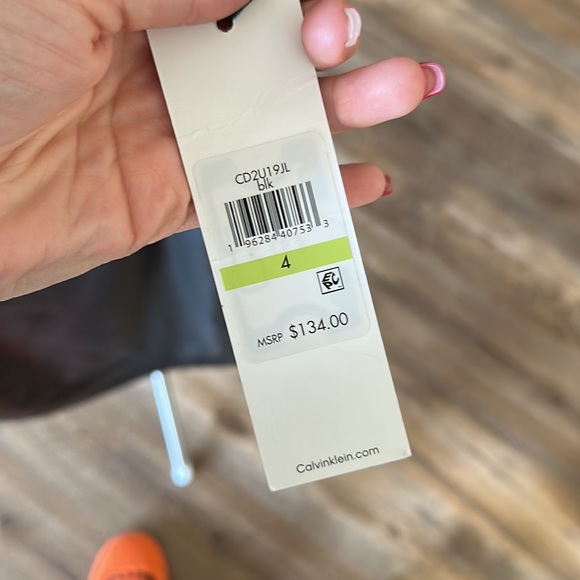 CD2U19JL
blk
1 96284 40753 3
4
MSRP $134.00
Calvinklein.com